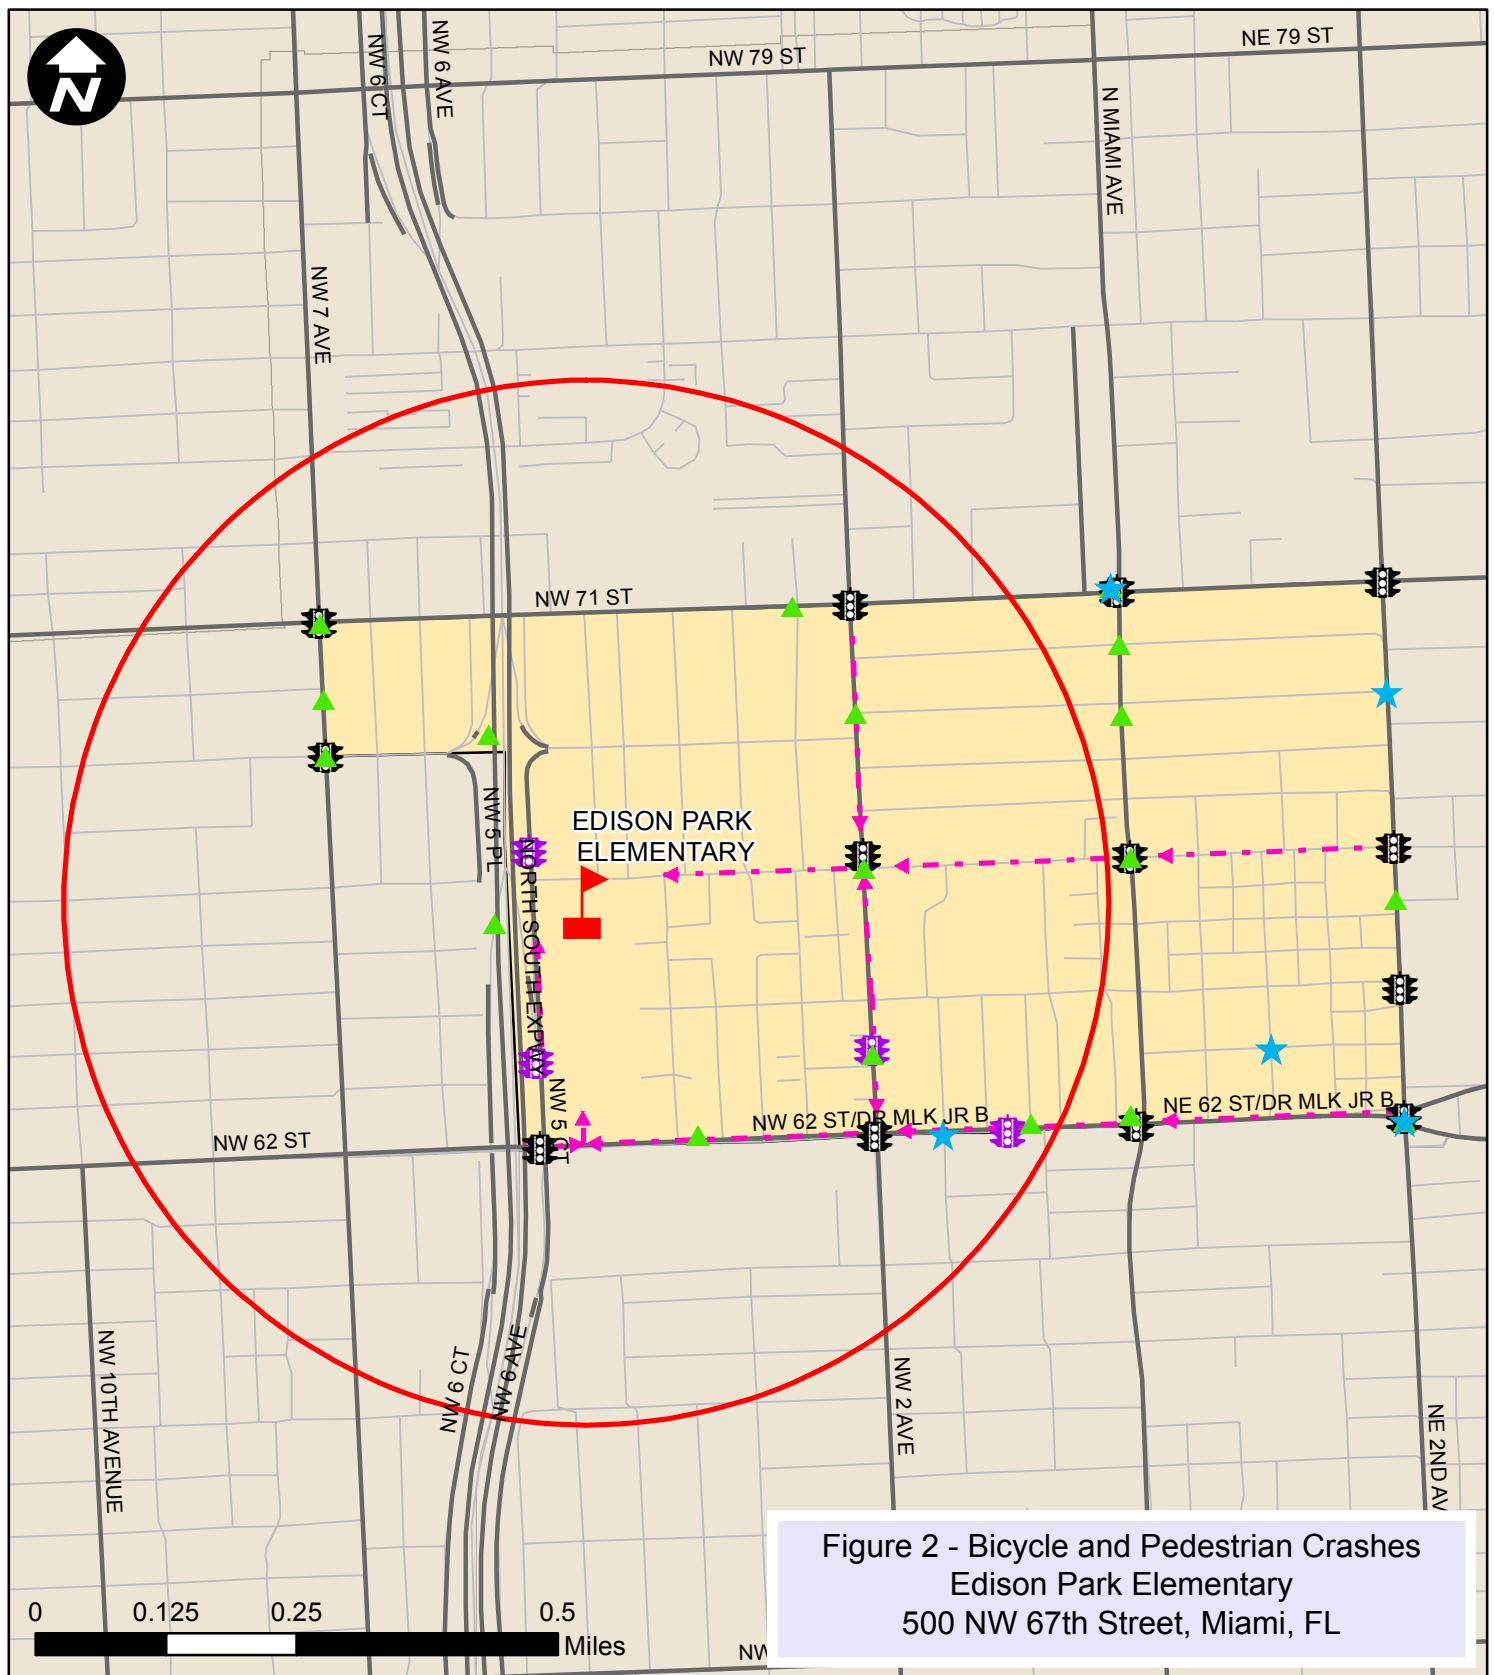 N
NW 6 CT
NW 6 AVE
NW 79 ST
NE 79 ST
N MIAMI AVE
NW 7 AVE
NW 71 ST
NW 5 PL
EDISON PARK
ELEMENTARY
NORTH SOUTH EXPWY
NW 5 CT
NW 62 ST/DR MLK JR B
NE 62 ST/DR MLK JR B
NW 62 ST
NW 10TH AVENUE
NW 6 CT
NW 6 AVE
NW 2 AVE
NE 2ND AV
Figure 2 - Bicycle and Pedestrian Crashes
Edison Park Elementary
500 NW 67th Street, Miami, FL
0 0.125 0.25 0.5
Miles
NW